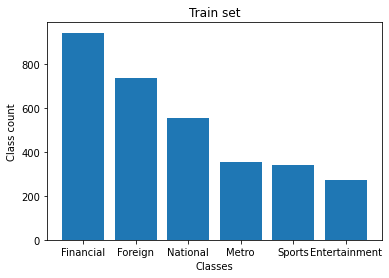 Train set
Class count
800
600
400
200
0
Financial Foreign National Metro Sports Entertainment
Classes